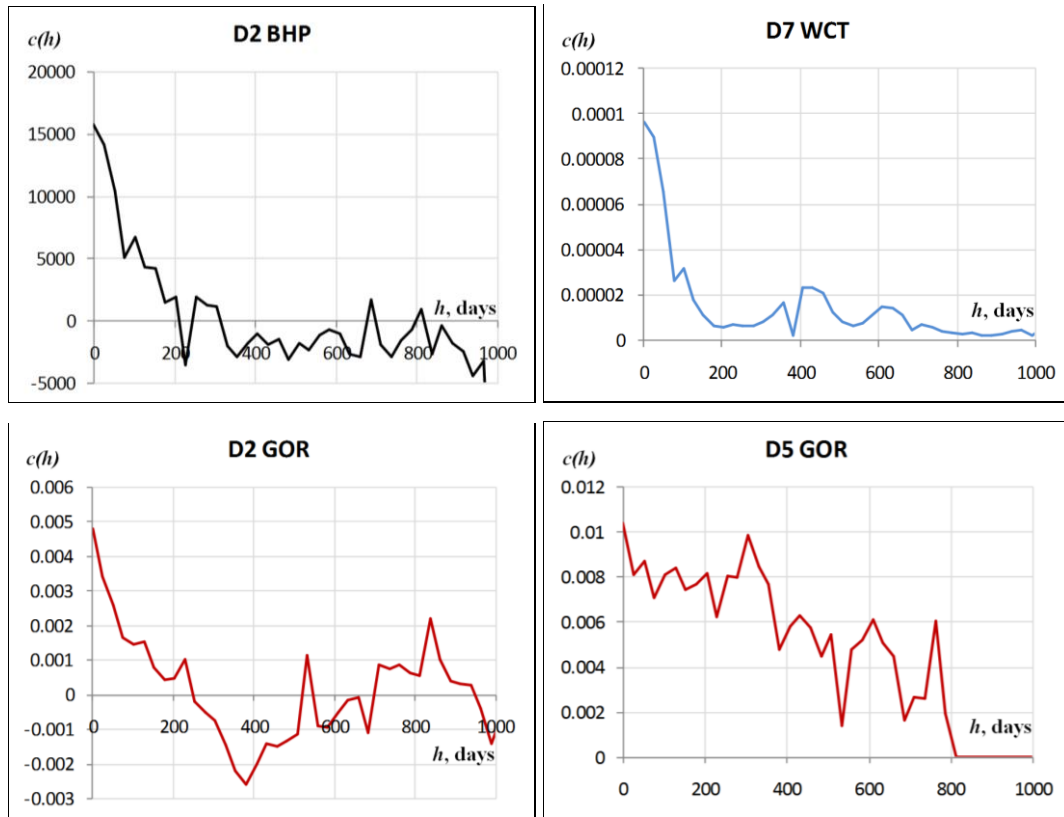 D2 BHP
c(h)
20000
15000
10000
5000
0
-5000
h, days
0 200 400 600 800 1000
D7 WCT
c(h)
0.00012
0.0001
0.00008
0.00006
0.00004
0.00002
0
h, days
0 200 400 600 800 1000
D2 GOR
c(h)
0.006
0.005
0.004
0.003
0.002
0.001
0
-0.001
-0.002
-0.003
0 200 400 600 800 1000
h, days
D5 GOR
c(h)
0.012
0.01
0.008
0.006
0.004
0.002
0
h, days
0 200 400 600 800 1000